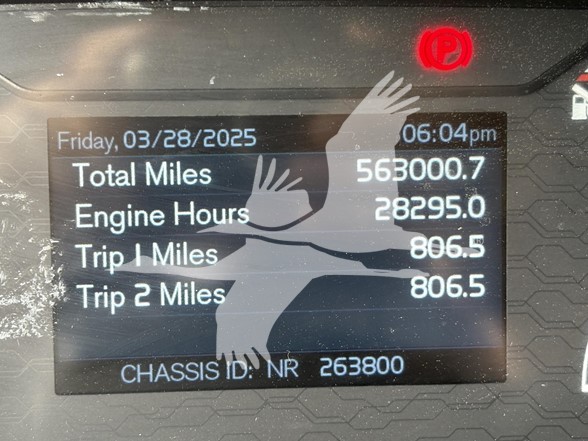 Friday, 03/28/2025 06:04pm
Total Miles 563000.7
Engine Hours 28295.0
Trip 1 Miles 806.5
Trip 2 Miles 806.5
CHASSIS ID: NR 263800